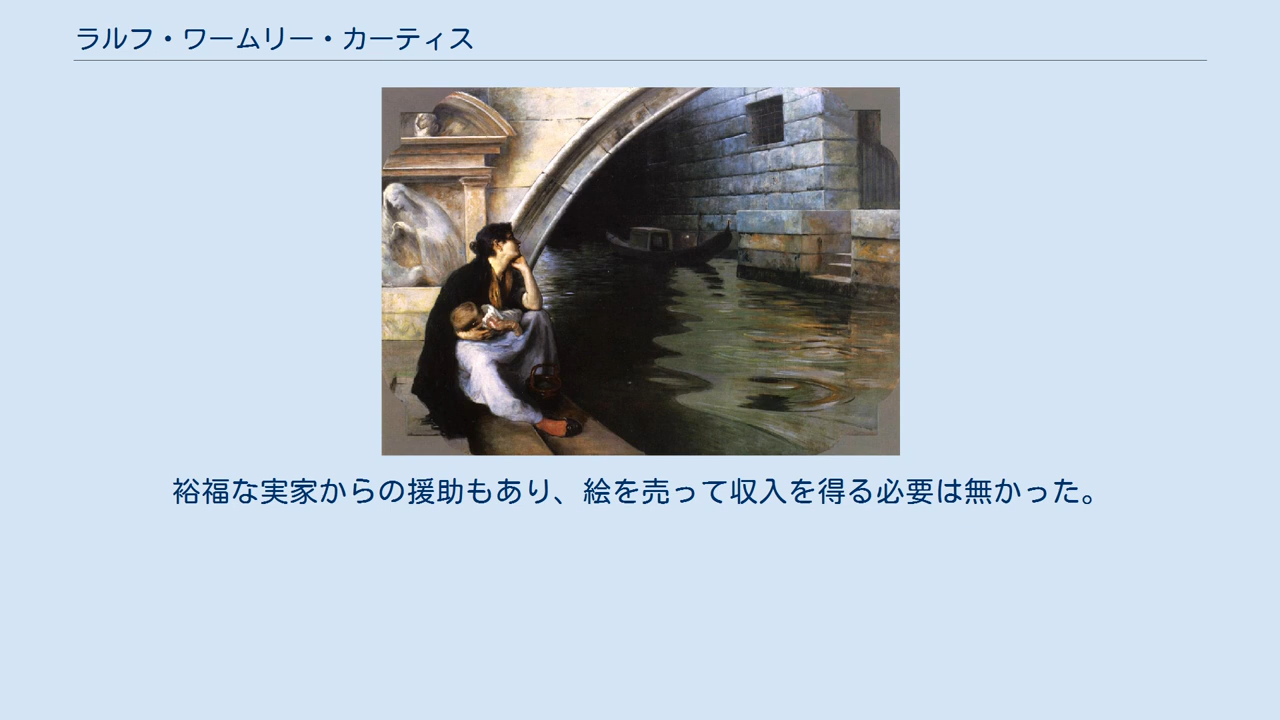 ラルフ・ワームリー・カーティス
裕福な実家からの援助もあり、絵を売って収入を得る必要は無かった。